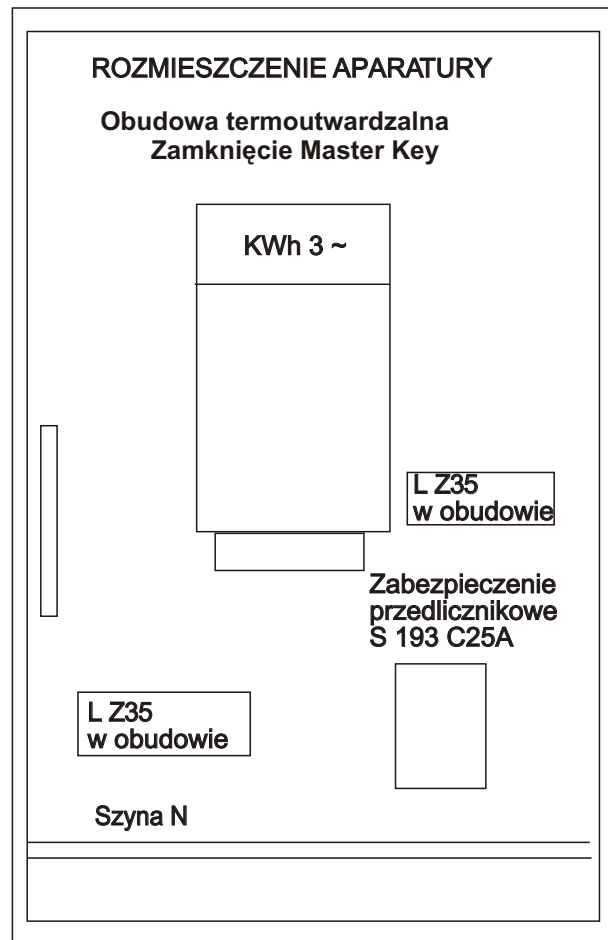 ROZMIESZCZENIE APARATURY
Obudowa termoutwardzalna
Zamknięcie Master Key
KWh 3 ~
L Z35
w obudowie
Zabezpieczenie
przedlicznikowe
S 193 C25A
L Z35
w obudowie
Szyna N